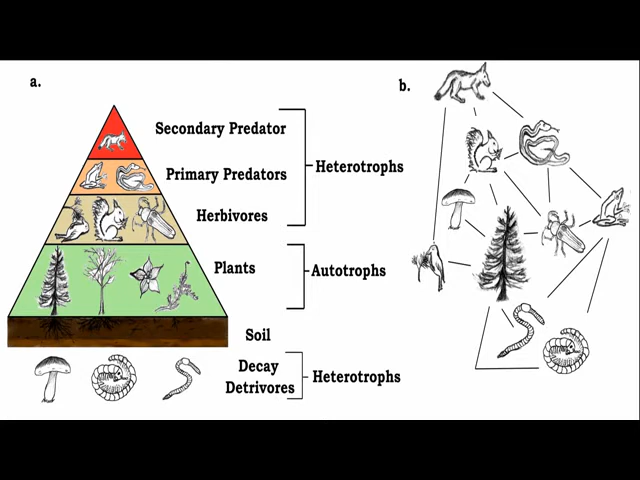 a.
b.
Secondary Predator
Primary Predators
Heterotrophs
Herbivores
Plants
Autotrophs
Soil
Decay
Detrivores
Heterotrophs